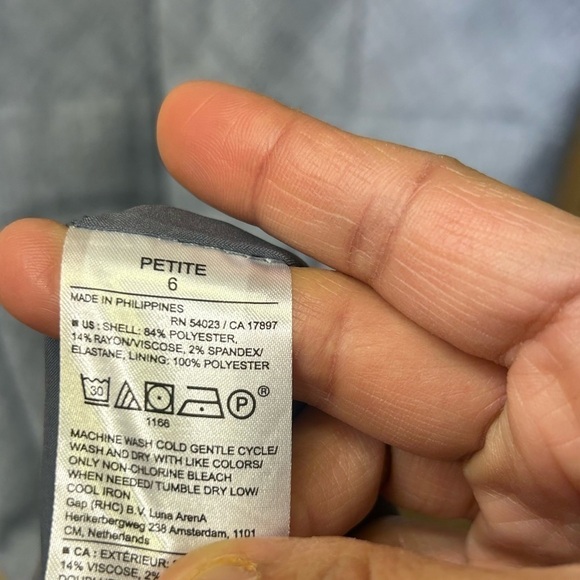 PETITE
6
MADE IN PHILIPPINES
RN 54023 / CA 17897
US : SHELL: 84% POLYESTER,
14% RAYON/VISCOSE, 2% SPANDEX/
ELASTANE, LINING: 100% POLYESTER
30 P ®
1166
MACHINE WASH COLD GENTLE CYCLE/
WASH AND DRY WITH LIKE COLORS/
ONLY NON-CHLORINE BLEACH
WHEN NEEDED/TUMBLE DRY LOW/
COOL IRON
Gap (RHC) B.V. Luna ArenA
Herikerbergweg 238 Amsterdam, 1101
CM, Netherlands
CA : EXTÉRIEUR:
14% VISCOSE, 2%